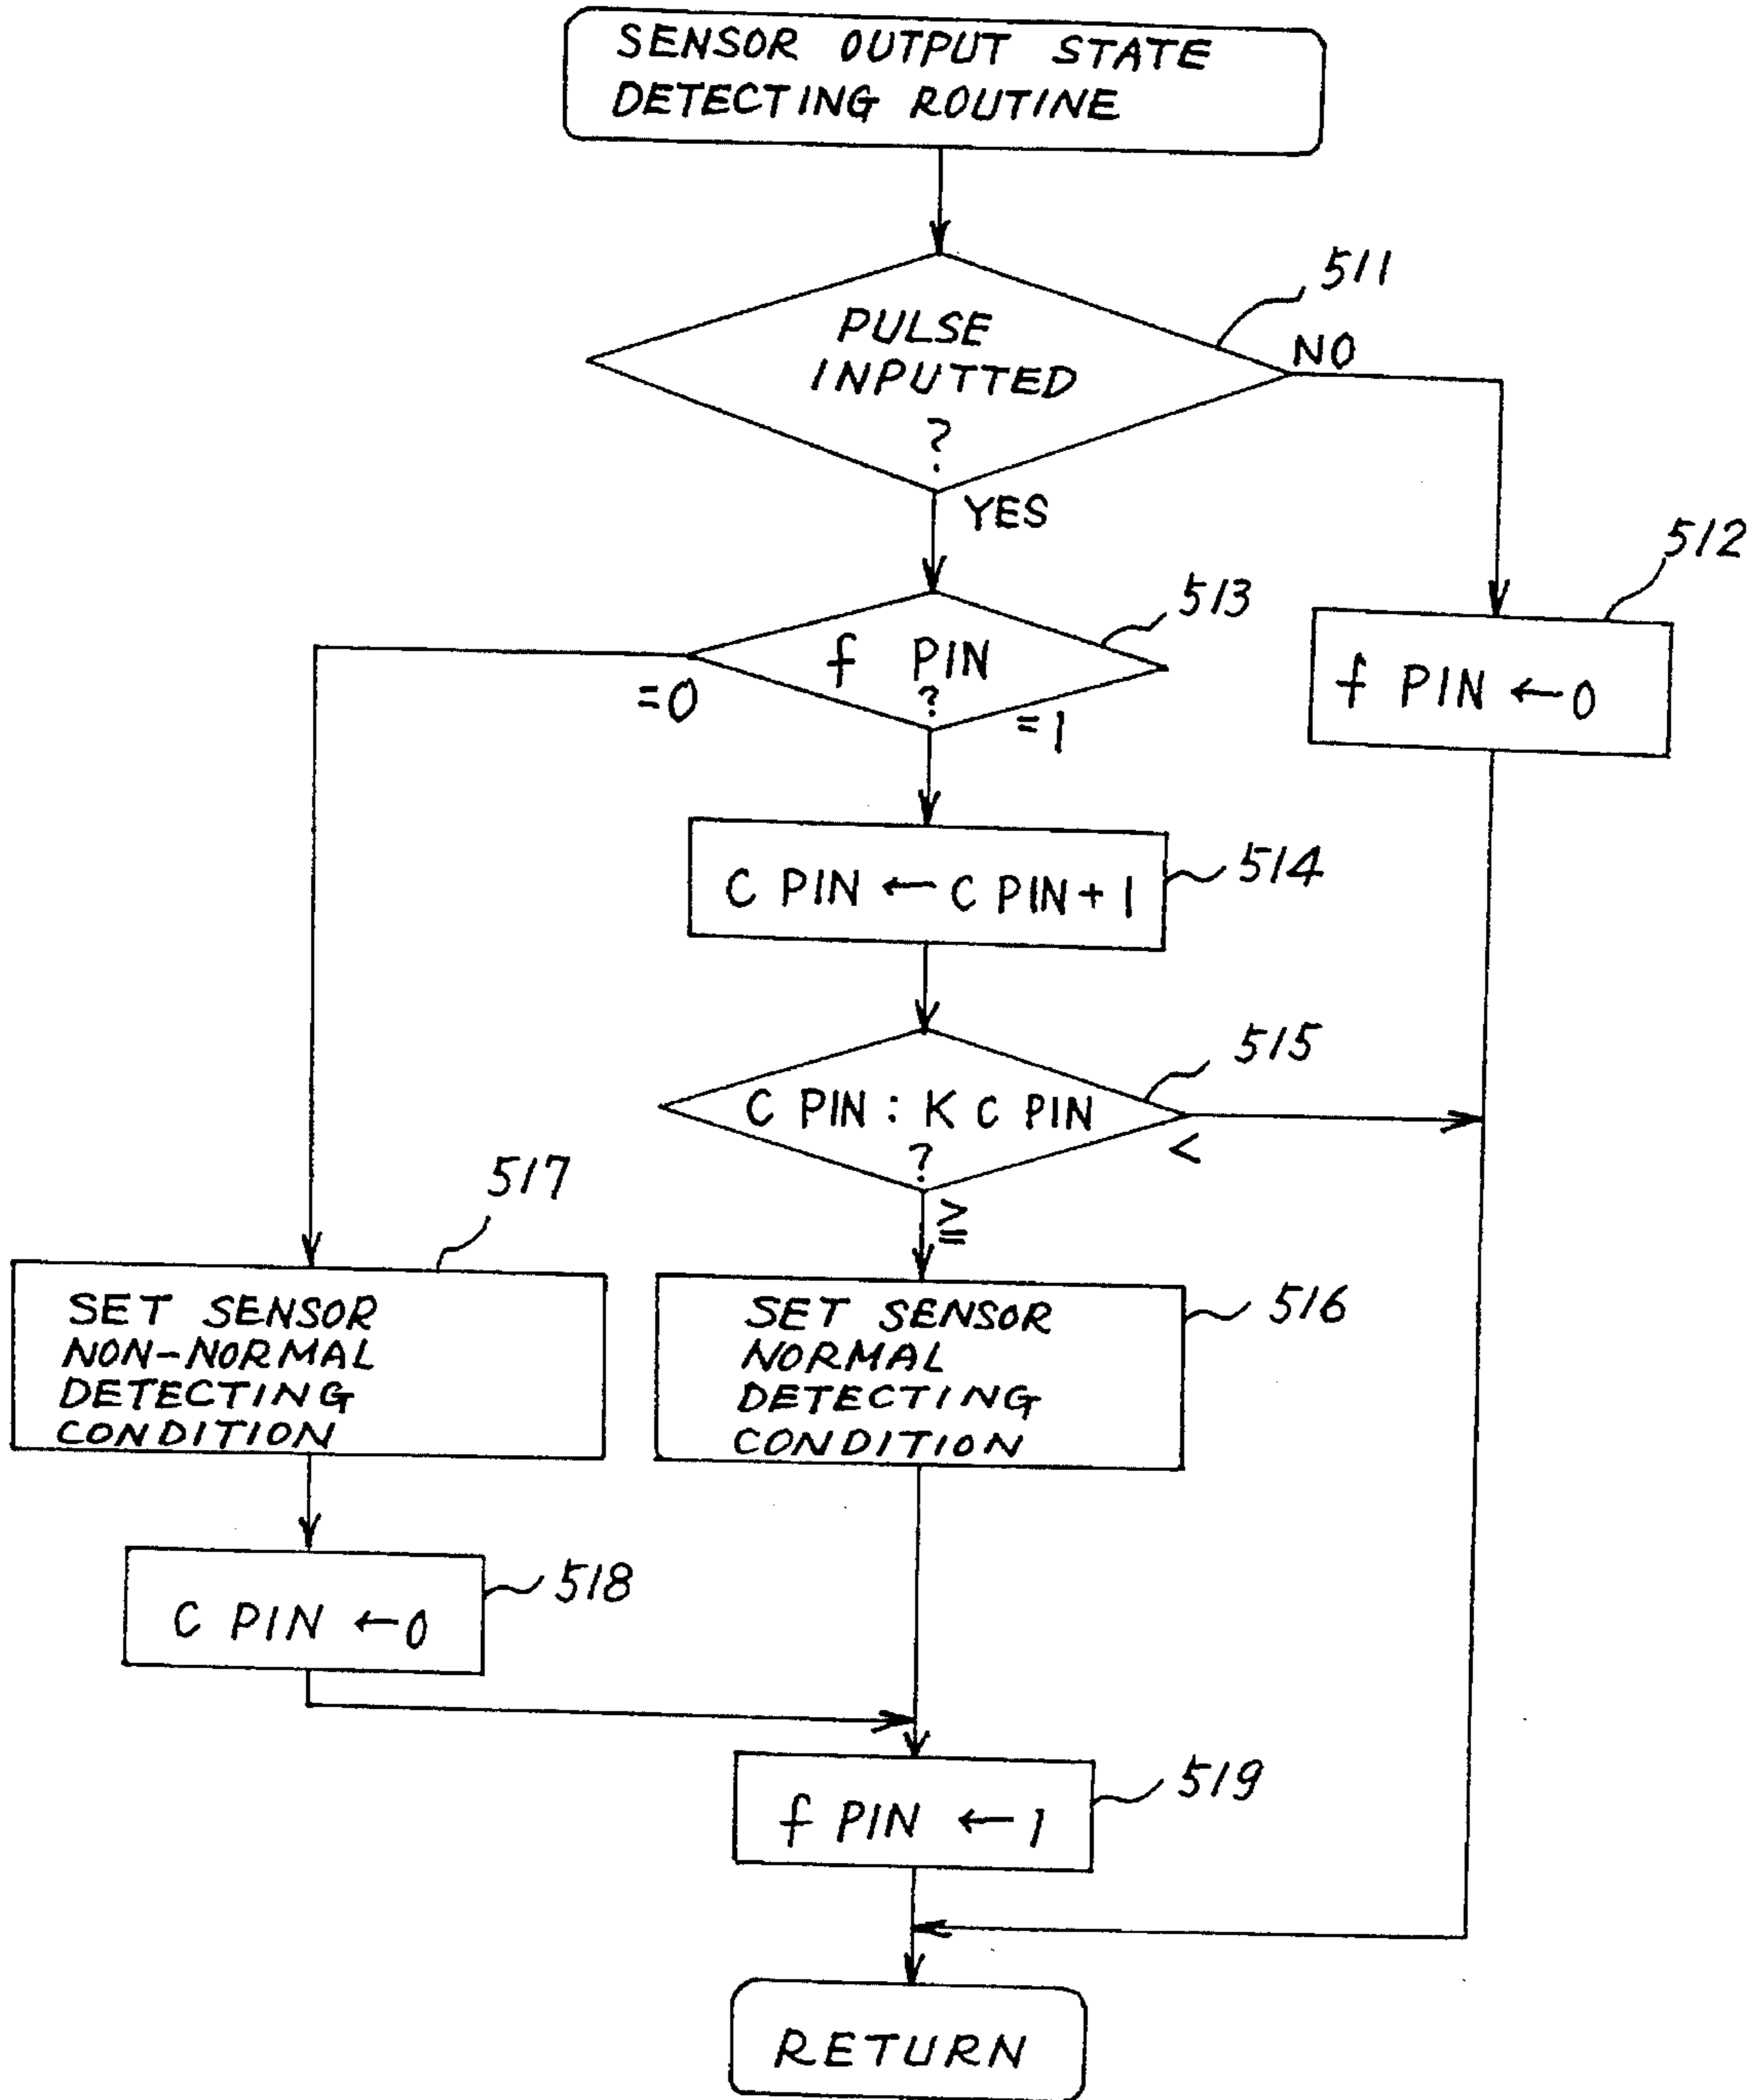 SENSOR OUTPUT STATE
DETECTING ROUTINE
511
PULSE
INPUTTED
?
NO
YES
512
f PIN ← 0
513
f PIN
?
=0
=1
514
C PIN ← C PIN + 1
515
C PIN : K C PIN
?
<
≧
517
SET SENSOR
NON-NORMAL
DETECTING
CONDITION
516
SET SENSOR
NORMAL
DETECTING
CONDITION
518
C PIN ← 0
519
f PIN ← 1
RETURN